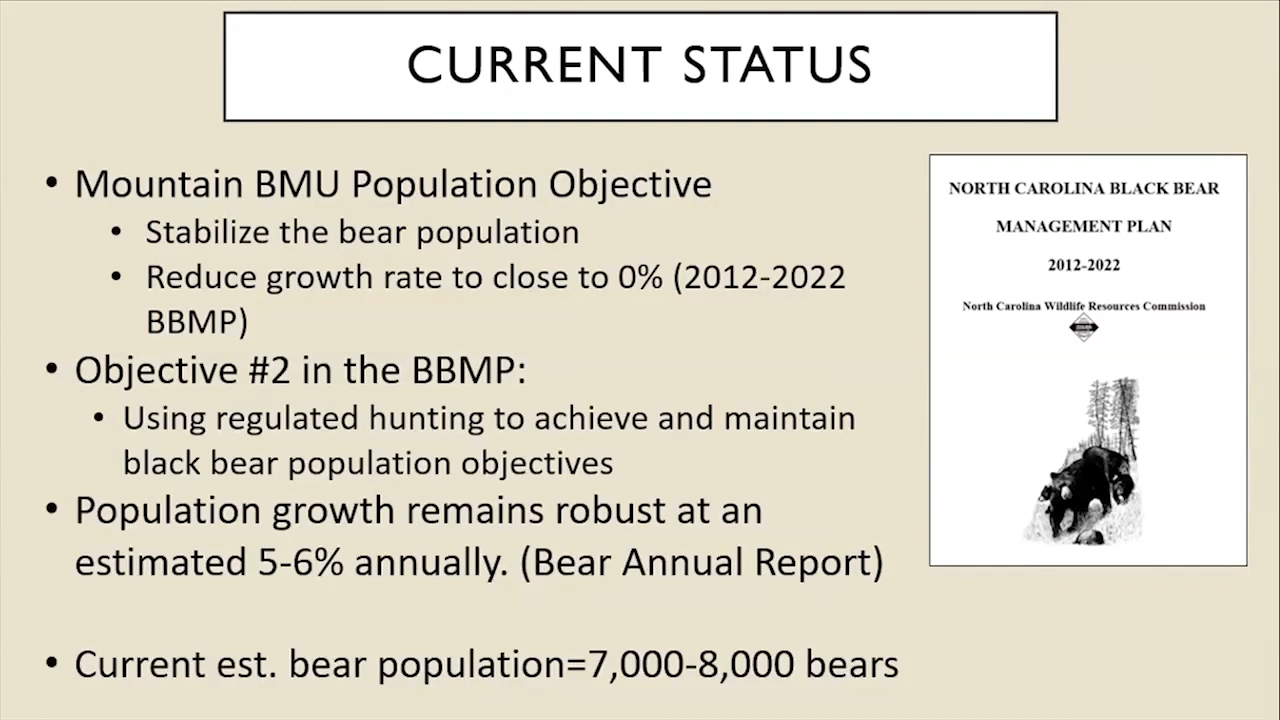 CURRENT STATUS
• Mountain BMU Population Objective
• Stabilize the bear population
• Reduce growth rate to close to 0% (2012-2022
BBMP)
• Objective #2 in the BBMP:
• Using regulated hunting to achieve and maintain
black bear population objectives
• Population growth remains robust at an
estimated 5-6% annually. (Bear Annual Report)
• Current est. bear population=7,000-8,000 bears
NORTH CAROLINA BLACK BEAR
MANAGEMENT PLAN
2012-2022
North Carolina Wildlife Resources Commission